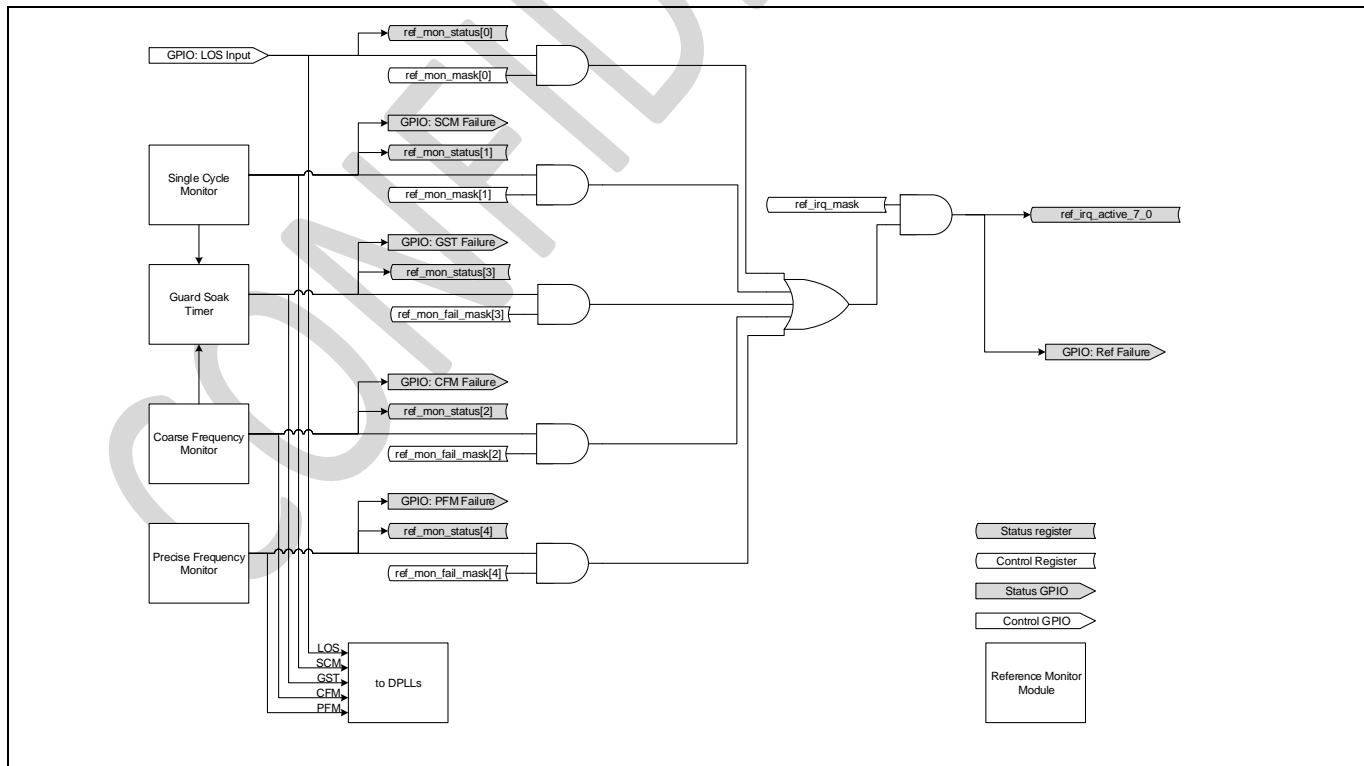 ref_mon_status[0]
GPIO: LOS Input
ref_mon_mask[0]
GPIO: SCM Failure
ref_mon_status[1]
Single Cycle
Monitor
ref_mon_mask[1]
ref_irq_mask
ref_irq_active_7_0
GPIO: GST Failure
ref_mon_status[3]
Guard Soak
Timer
ref_mon_fail_mask[3]
GPIO: Ref Failure
GPIO: CFM Failure
ref_mon_status[2]
Coarse Frequency
Monitor
ref_mon_fail_mask[2]
GPIO: PFM Failure
ref_mon_status[4]
Precise Frequency
Monitor
ref_mon_fail_mask[4]
Status register
Control Register
Status GPIO
Control GPIO
LOS
SCM
GST
CFM
PFM
to DPLLs
Reference Monitor
Module
CONFID